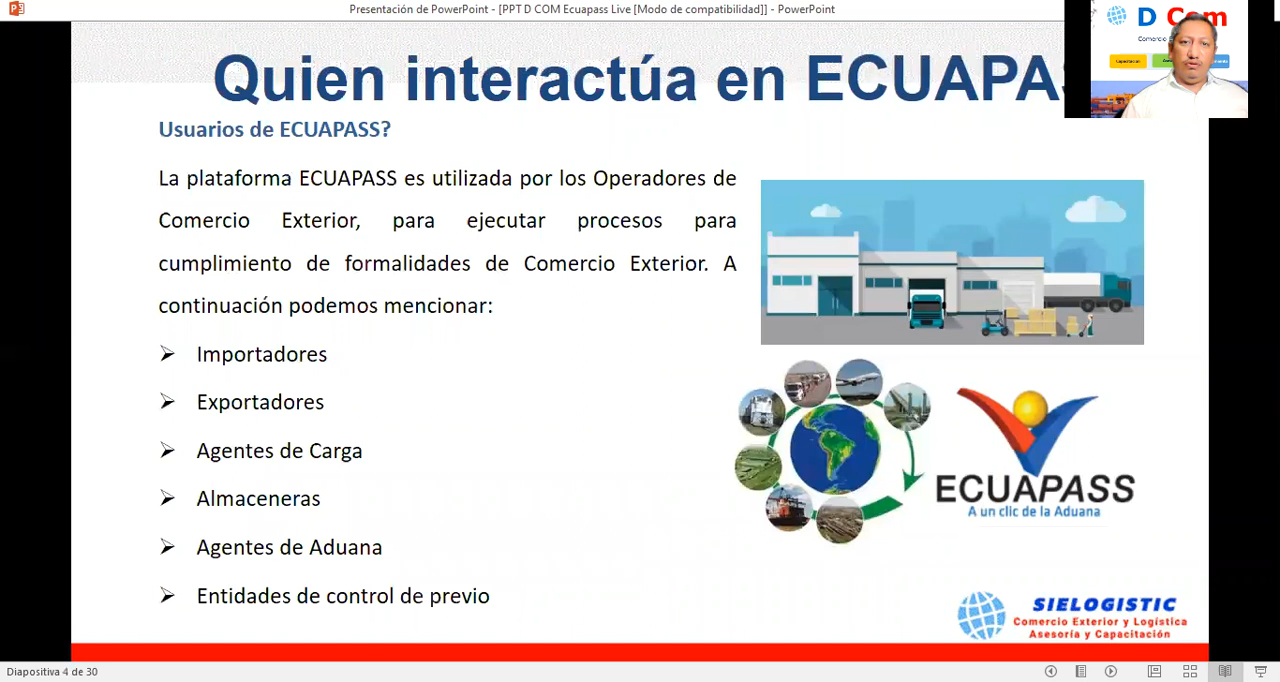 Presentación de PowerPoint - [PPT D COM Ecuapass Live [Modo de compatibilidad]] - PowerPoint
D Com
Quien interactúa en ECUAPAS
Usuarios de ECUAPASS?
La plataforma ECUAPASS es utilizada por los Operadores de
Comercio Exterior, para ejecutar procesos para
cumplimiento de formalidades de Comercio Exterior. A
continuación podemos mencionar:
Importadores
Exportadores
Agentes de Carga
Almaceneras
Agentes de Aduana
Entidades de control de previo
ECUAPASS
A un clic de la Aduana
SIELOGISTIC
Comercio Exterior y Logística
Asesoría y Capacitación
Diapositiva 4 de 30